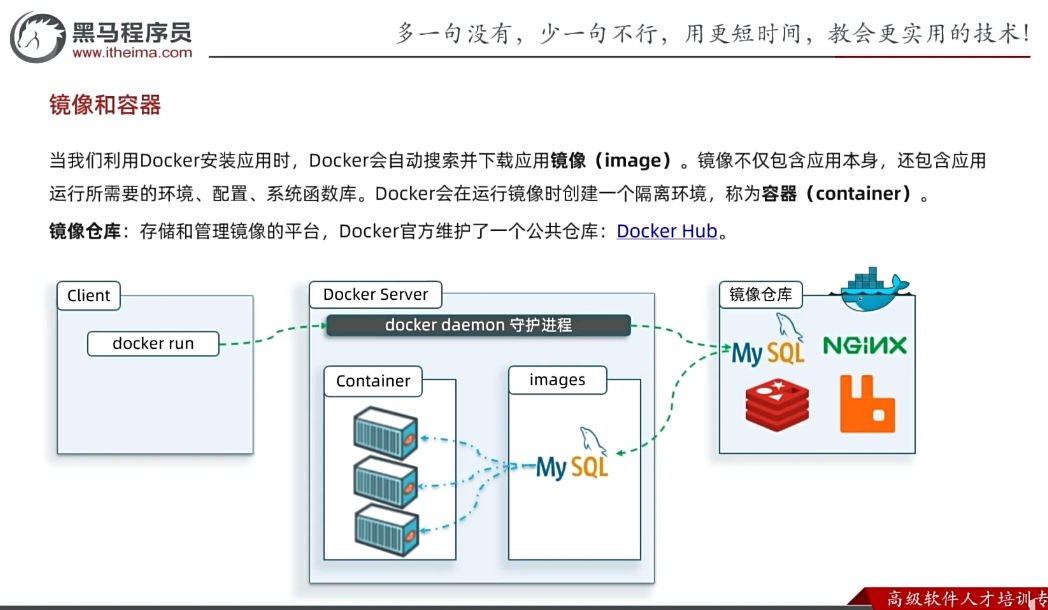 黑马程序员
www.itheima.com
多一句没有，少一句不行，用更短时间，教会更实用的技术！
镜像和容器
当我们利用Docker安装应用时，Docker会自动搜索并下载应用镜像（image）。镜像不仅包含应用本身，还包含应用
运行所需要的环境、配置、系统函数库。Docker会在运行镜像时创建一个隔离环境，称为容器（container）。
镜像仓库：存储和管理镜像的平台，Docker官方维护了一个公共仓库：Docker Hub。
Client
docker run
Docker Server
docker daemon 守护进程
Container
images
MySQL
镜像仓库
MySQL
NGINX
高级软件人才培训专